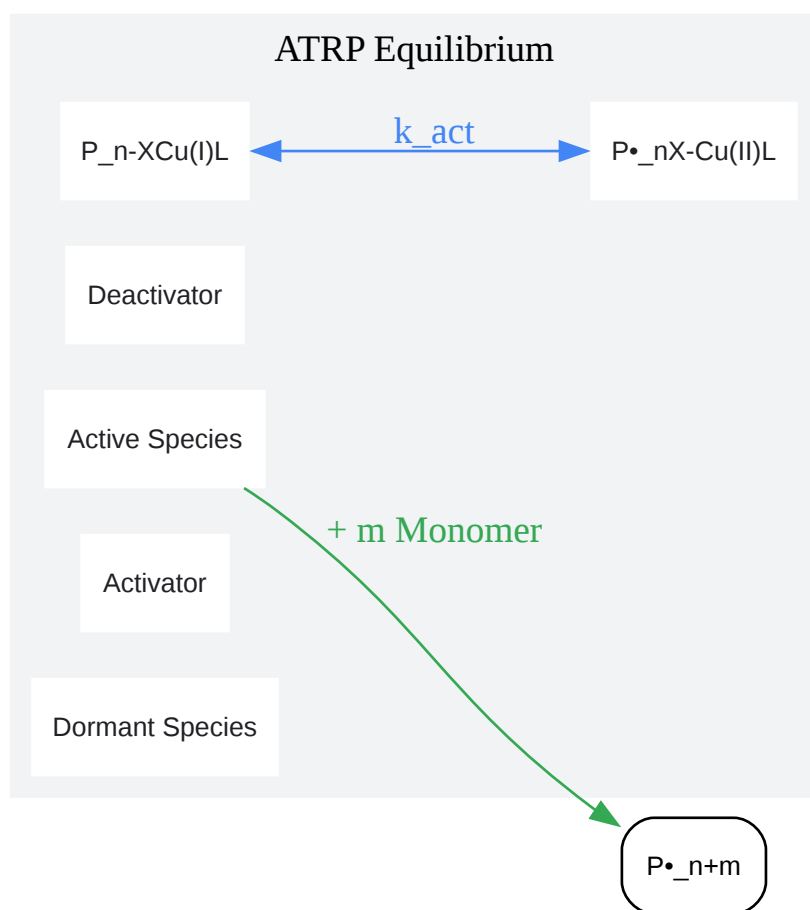 ATRP Equilibrium
P_n-XCu(I)L
k_act
P•_nX-Cu(II)L
Deactivator
Active Species
+ m Monomer
Activator
Dormant Species
P•_n+m